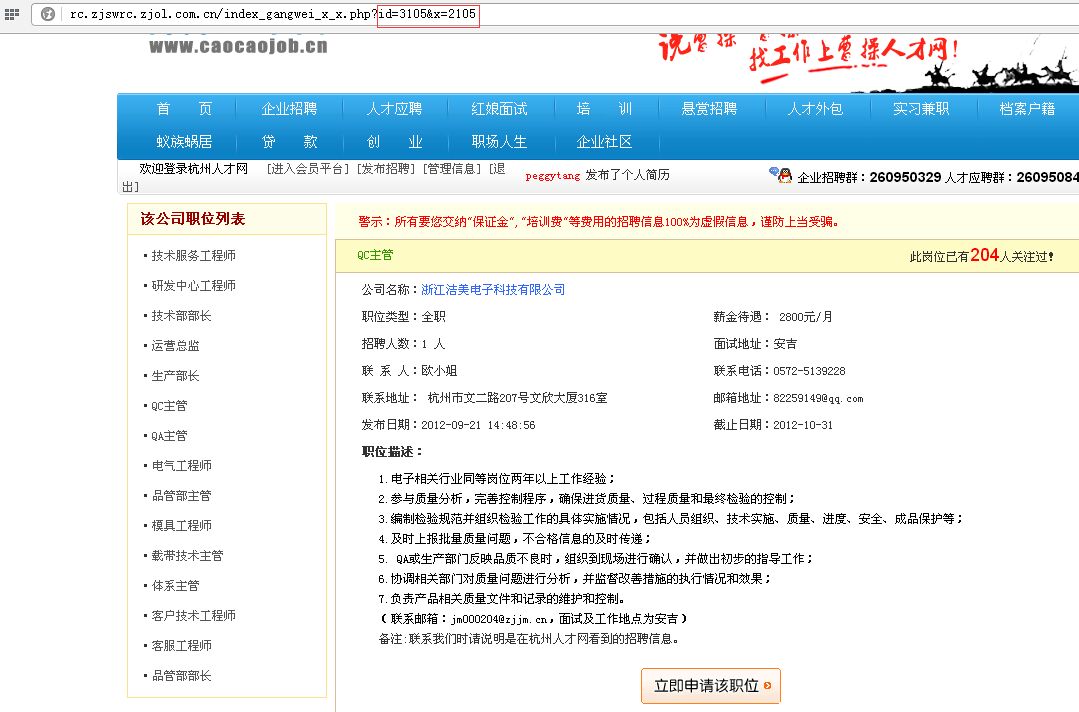 rc.zjswrc.zjol.com.cn/index_gangwei_x_x.php?id=3105&x=2105
www.caocaojob.cn
找工作上曹操人才网！
首 页 企业招聘 人才应聘 红娘面试 培 训 悬赏招聘 人才外包 实习兼职 档案户籍
蚁族蜗居 贷 款 创 业 职场人生 企业社区
欢迎登录杭州人才网 [进入会员平台] [发布招聘] [管理信息] [退
出]
peggytang 发布了个人简历
企业招聘群：260950329 人才应聘群：26095084
该公司职位列表
技术服务工程师
研发中心工程师
技术部部长
运营总监
生产部长
QC主管
QA主管
电气工程师
品管部主管
模具工程师
载带技术主管
体系主管
客户技术工程师
客服工程师
品管部部长
警示：所有要您交纳“保证金”,“培训费”等费用的招聘信息100%为虚假信息，谨防上当受骗。
QC主管 此岗位已有204人关注过！
公司名称：浙江洁美电子科技有限公司
职位类型：全职 薪金待遇： 2800元/月
招聘人数：1 人 面试地址：安吉
联 系 人：欧小姐 联系电话：0572-5139228
联系地址： 杭州市文二路207号文欣大厦316室 邮箱地址：82259149@qq.com
发布日期：2012-09-21 14:48:56 截止日期：2012-10-31
职位描述：
1.电子相关行业同等岗位两年以上工作经验；
2.参与质量分析，完善控制程序，确保进货质量、过程质量和最终检验的控制；
3.编制检验规范并组织检验工作的具体实施情况，包括人员组织、技术实施、质量、进度、安全、成品保护等；
4.及时上报批量质量问题，不合格信息的及时传递；
5. QA或生产部门反映品质不良时，组织到现场进行确认，并做出初步的指导工作；
6.协调相关部门对质量问题进行分析，并监督改善措施的执行情况和效果；
7.负责产品相关质量文件和记录的维护和控制。
（联系邮箱：jm000204@zjjm.cn，面试及工作地点为安吉）
备注:联系我们时请说明是在杭州人才网看到的招聘信息。
立即申请该职位